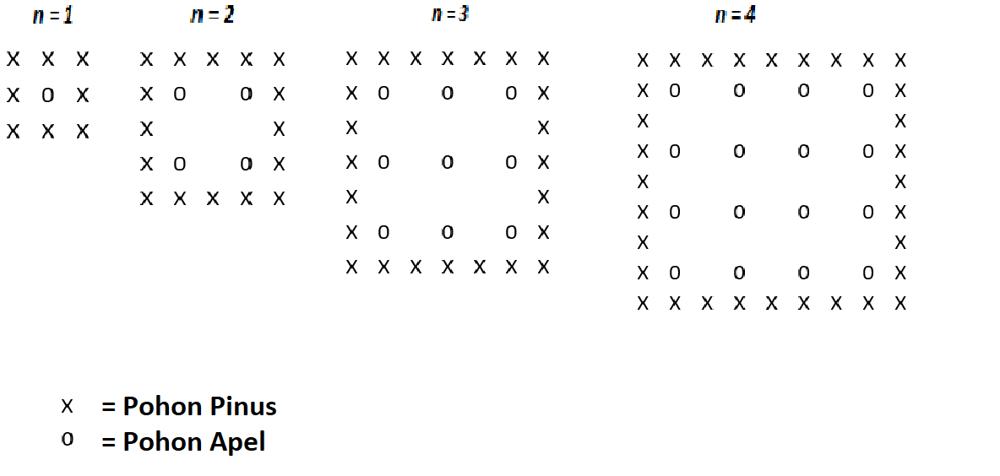 n = 1 n = 2 n = 3 n = 4
X X X X X X X X X X X X X X X X X X X X X X X X
X O X X O O X X O O O X X O O O O X
X X X X X X X X X
X O O X X O O O X X O O O O X
X X X X X X X X X
X O O O X X O O O O X
X X X X X X X X X
X O O O O X
X X X X X X X X X
X = Pohon Pinus
O = Pohon Apel